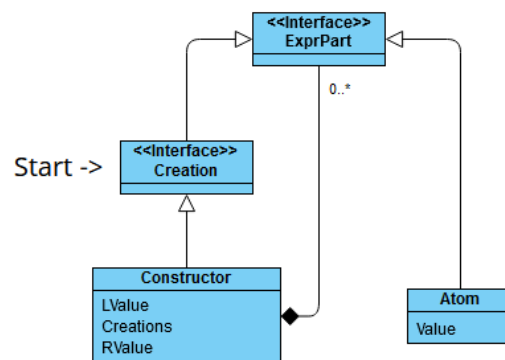 <<Interface>>
ExprPart
0..*
Start ->
<<Interface>>
Creation
Constructor
LValue
Creations
RValue
Atom
Value